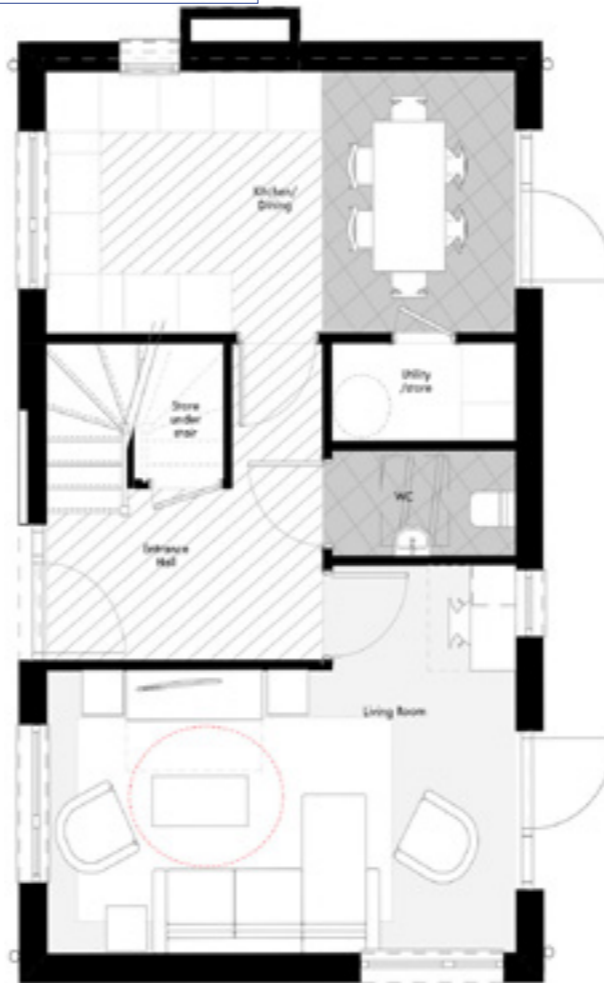 Kitchen/
Dining
Utility
/store
Store
under
stair
WC
Entrance
Hall
Living Room